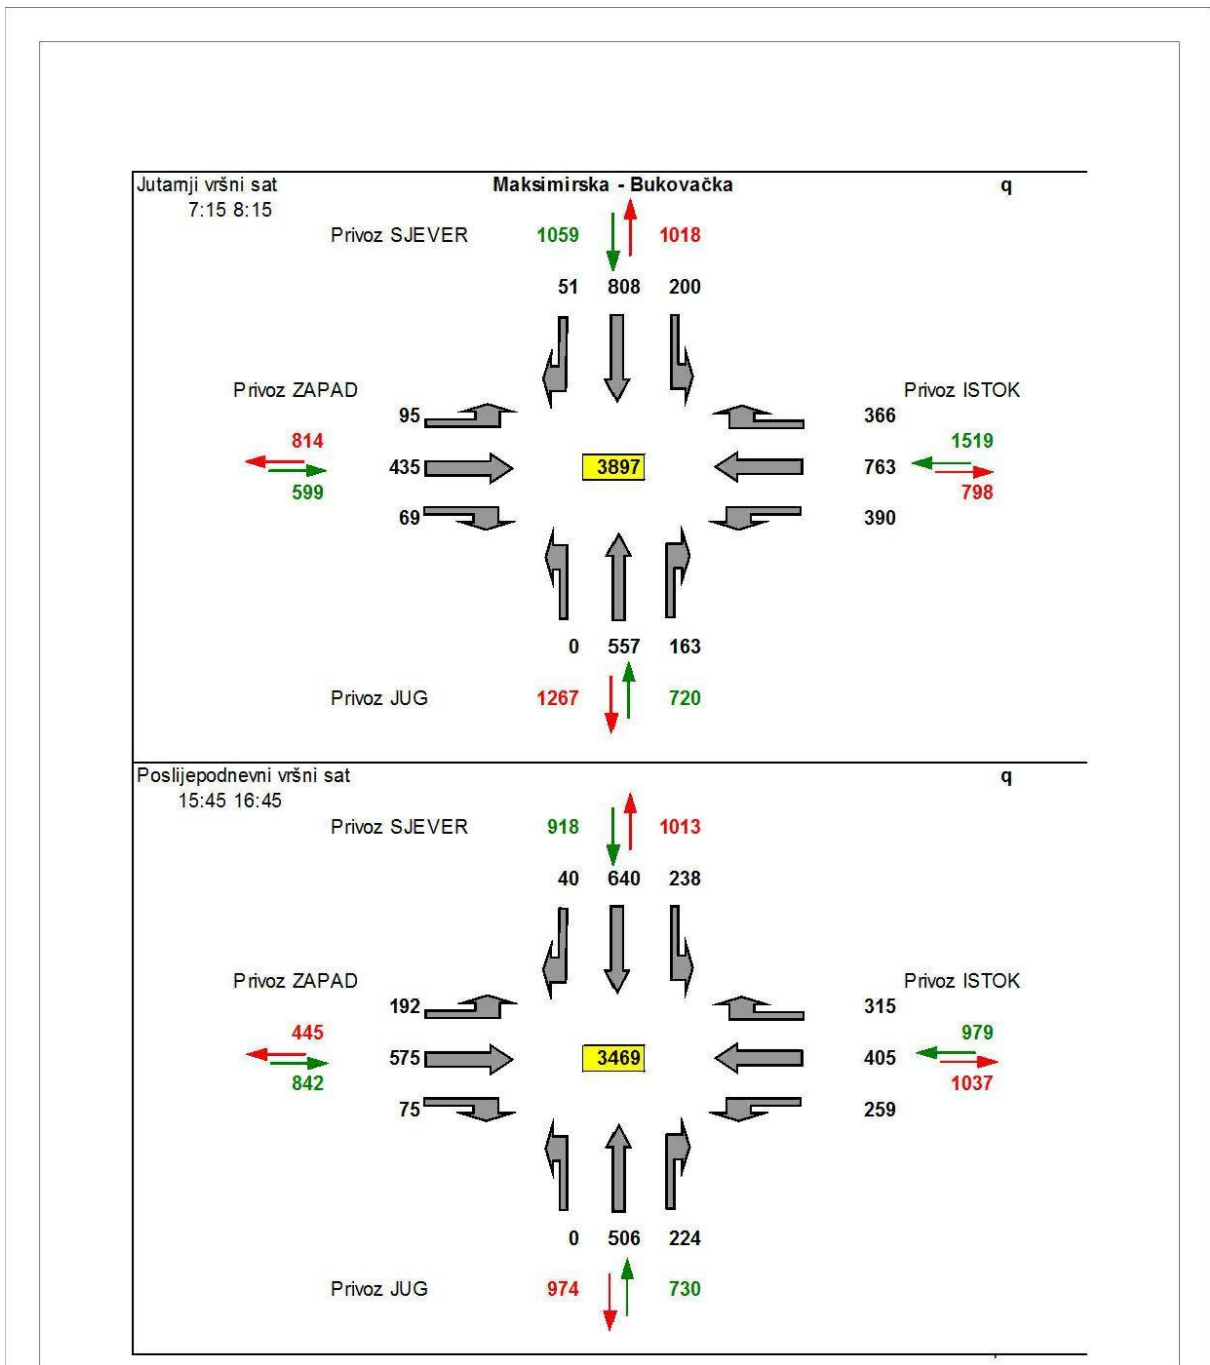 Jutarnji vršni sat Maksimirska - Bukovačka q
7:15 8:15
Privoz SJEVER 1059 1018
51 808 200
Privoz ZAPAD Privoz ISTOK
95 366
814 1519
435 3897 763
599 798
69 390
0 557 163
Privoz JUG 1267 720
Poslijepodnevni vršni sat q
15:45 16:45
Privoz SJEVER 918 1013
40 640 238
Privoz ZAPAD Privoz ISTOK
192 315
445 979
575 3469 405
842 1037
75 259
0 506 224
Privoz JUG 974 730